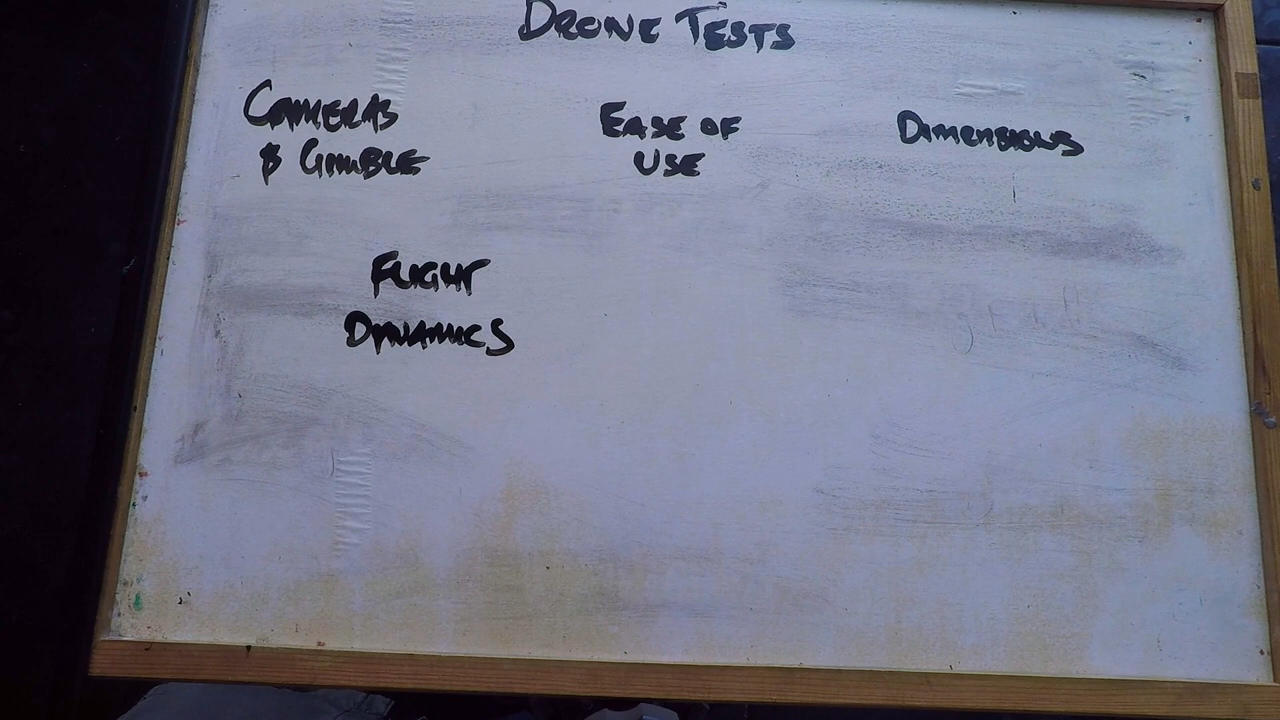 DRONE TESTS
CAMERAS
& GIMBLE
EASE OF
USE
DIMENSIONS
FLIGHT
DYNAMICS